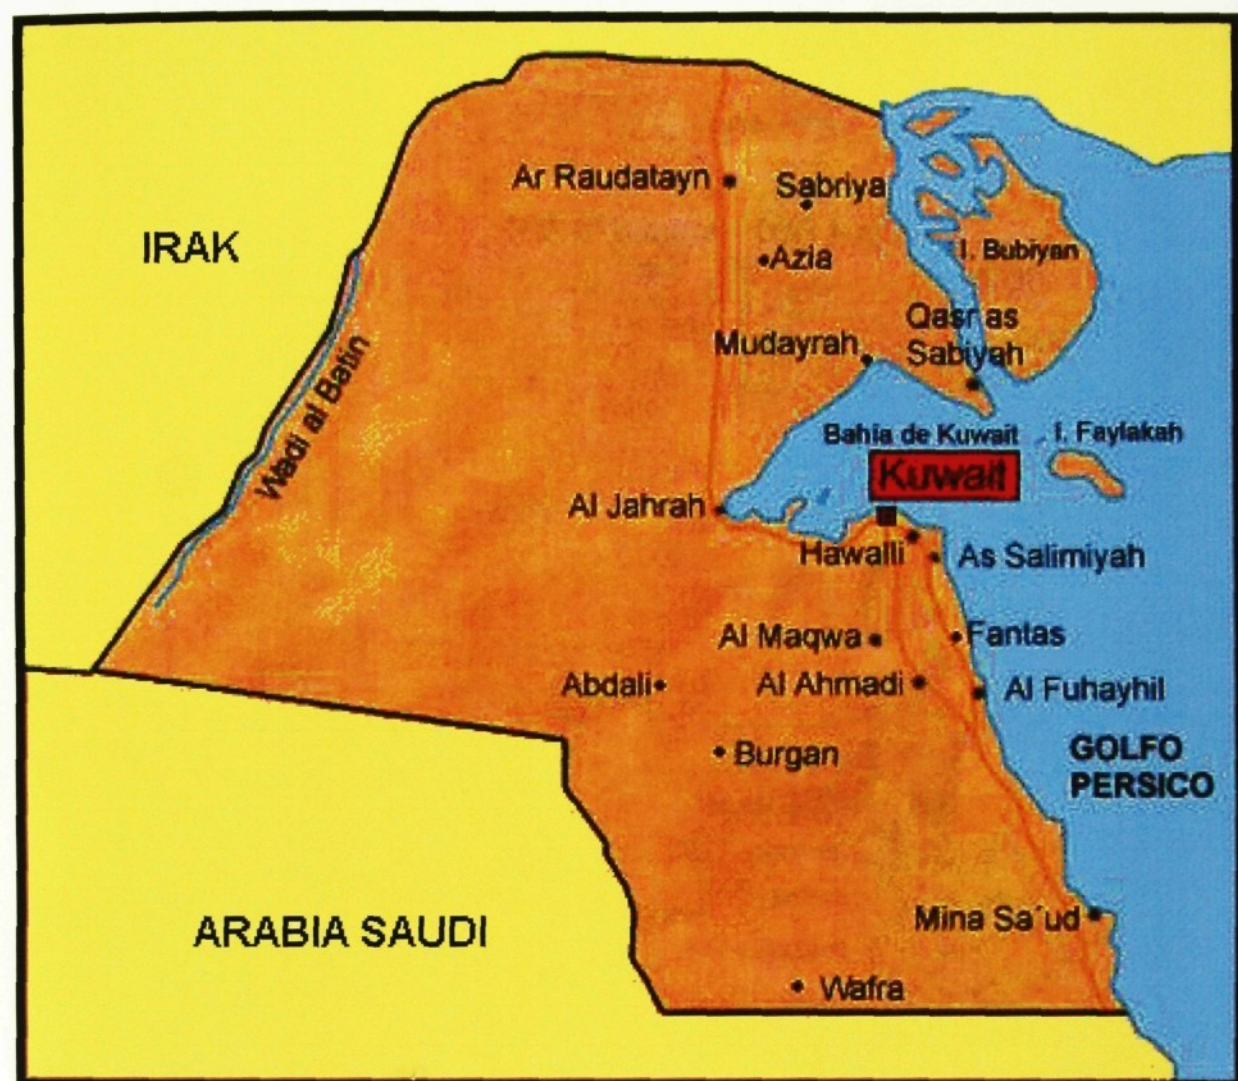 Ar Raudatayn
Sabriya
IRAK
Azia
I. Bubiyan
Qasr as
Sabiyah
Mudayrah
Wadi al Batin
Bahia de Kuwait
I. Faylakah
Kuwait
Al Jahrah
Hawalli
As Salimiyah
Al Maqwa
Fantas
Abdali
Al Ahmadi
Al Fuhayhil
Burgan
GOLFO
PERSICO
ARABIA SAUDI
Mina Sa´ud
Wafra